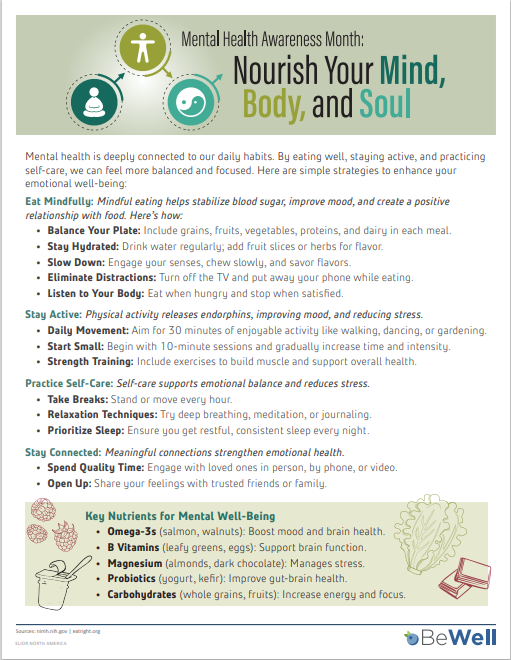 Mental Health Awareness Month:
Nourish Your Mind,
Body, and Soul
Mental health is deeply connected to our daily habits. By eating well, staying active, and practicing
self-care, we can feel more balanced and focused. Here are simple strategies to enhance your
emotional well-being:
Eat Mindfully: Mindful eating helps stabilize blood sugar, improve mood, and create a positive
relationship with food. Here's how:
• Balance Your Plate: Include grains, fruits, vegetables, proteins, and dairy in each meal.
• Stay Hydrated: Drink water regularly; add fruit slices or herbs for flavor.
• Slow Down: Engage your senses, chew slowly, and savor flavors.
• Eliminate Distractions: Turn off the TV and put away your phone while eating.
• Listen to Your Body: Eat when hungry and stop when satisfied.
Stay Active: Physical activity releases endorphins, improving mood, and reducing stress.
• Daily Movement: Aim for 30 minutes of enjoyable activity like walking, dancing, or gardening.
• Start Small: Begin with 10-minute sessions and gradually increase time and intensity.
• Strength Training: Include exercises to build muscle and support overall health.
Practice Self-Care: Self-care supports emotional balance and reduces stress.
• Take Breaks: Stand or move every hour.
• Relaxation Techniques: Try deep breathing, meditation, or journaling.
• Prioritize Sleep: Ensure you get restful, consistent sleep every night.
Stay Connected: Meaningful connections strengthen emotional health.
• Spend Quality Time: Engage with loved ones in person, by phone, or video.
• Open Up: Share your feelings with trusted friends or family.
Key Nutrients for Mental Well-Being
• Omega-3s (salmon, walnuts): Boost mood and brain health.
• B Vitamins (leafy greens, eggs): Support brain function.
• Magnesium (almonds, dark chocolate): Manages stress.
• Probiotics (yogurt, kefir): Improve gut-brain health.
• Carbohydrates (whole grains, fruits): Increase energy and focus.
Sources: nimh.nih.gov | eatright.org
ELIOR NORTH AMERICA
BeWell